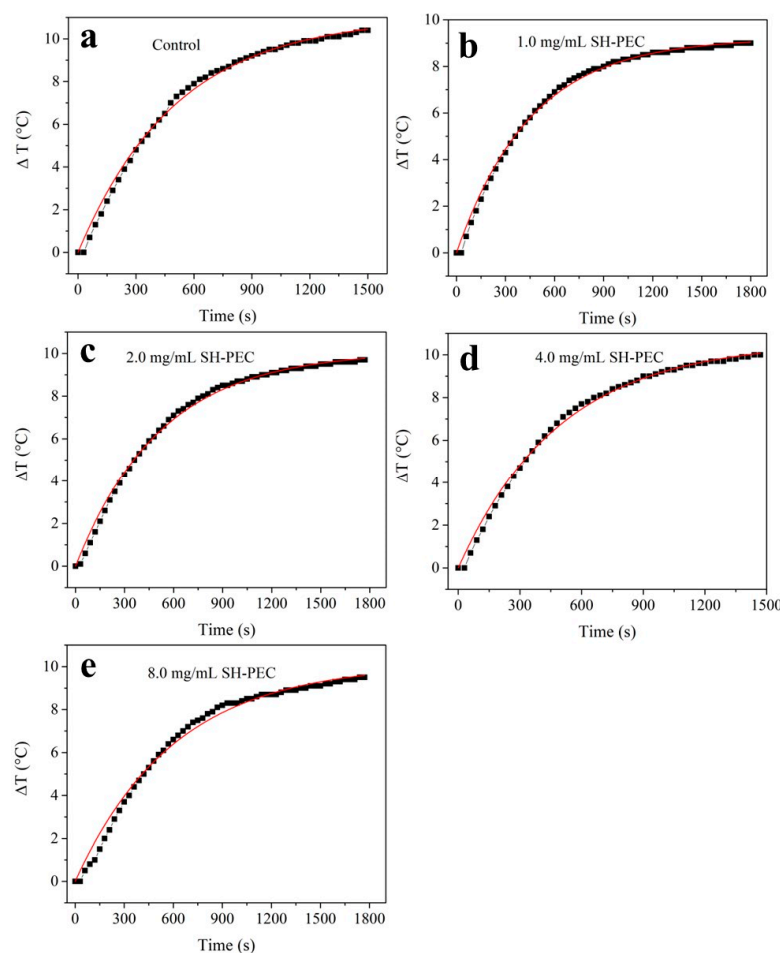 a
Control
10
8
6
4
2
0
Δ T (°C)
0 300 600 900 1200 1500
Time (s)
b
1.0 mg/mL SH-PEC
10
8
6
4
2
0
ΔT (°C)
0 300 600 900 1200 1500 1800
Time (s)
c
2.0 mg/mL SH-PEC
10
8
6
4
2
0
ΔT (°C)
0 300 600 900 1200 1500 1800
Time (s)
d
4.0 mg/mL SH-PEC
10
8
6
4
2
0
ΔT (°C)
0 300 600 900 1200 1500
Time (s)
e
8.0 mg/mL SH-PEC
10
8
6
4
2
0
ΔT (°C)
0 300 600 900 1200 1500 1800
Time (s)